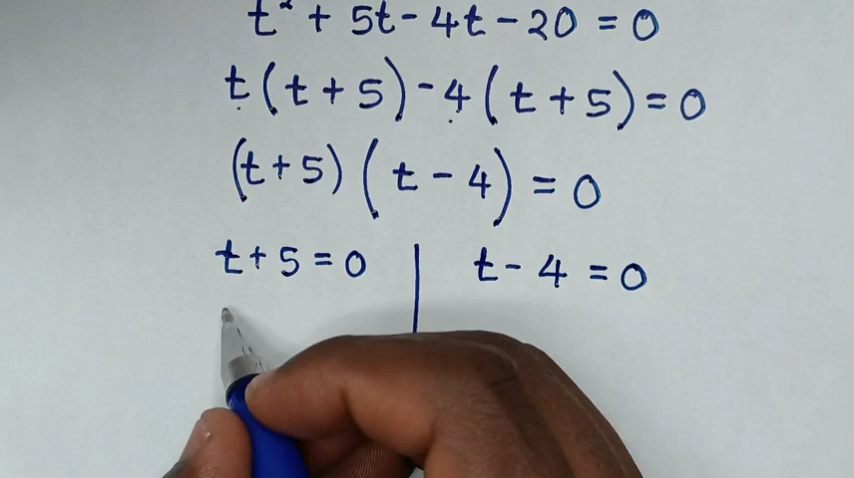 t² + 5t - 4t - 20 = 0
t(t + 5) - 4(t + 5) = 0
(t + 5)(t - 4) = 0
t + 5 = 0 | t - 4 = 0